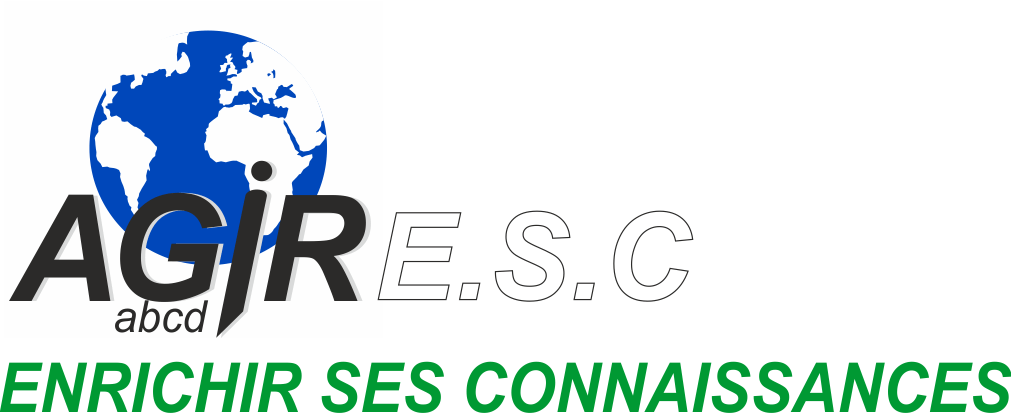 AGiR E.S.C
abcd
ENRICHIR SES CONNAISSANCES